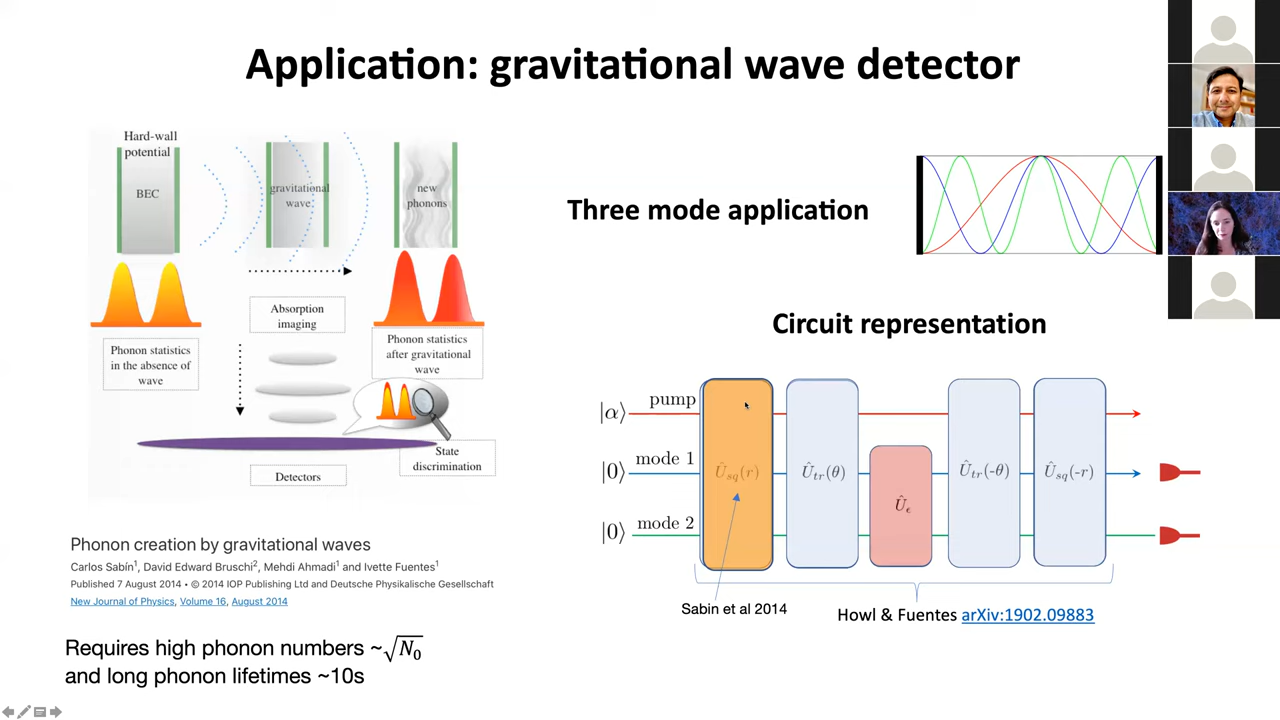 Application: gravitational wave detector
Hard-wall
potential
BEC
gravitational
wave
new
phonons
Absorption
imaging
Phonon statistics
in the absence of
wave
Phonon statistics
after gravitational
wave
State
discrimination
Detectors
Phonon creation by gravitational waves
Carlos Sabín¹, David Edward Bruschi², Mehdi Ahmadi¹ and Ivette Fuentes¹
Published 7 August 2014 • © 2014 IOP Publishing Ltd and Deutsche Physikalische Gesellschaft
New Journal of Physics, Volume 16, August 2014
Requires high phonon numbers ~√N₀
and long phonon lifetimes ~10s
Three mode application
Circuit representation
|α⟩ pump
|0⟩ mode 1
|0⟩ mode 2
Û_sq(r)
Û_tr(θ)
Û_ϵ
Û_tr(-θ)
Û_sq(-r)
Sabin et al 2014
Howl & Fuentes arXiv:1902.09883